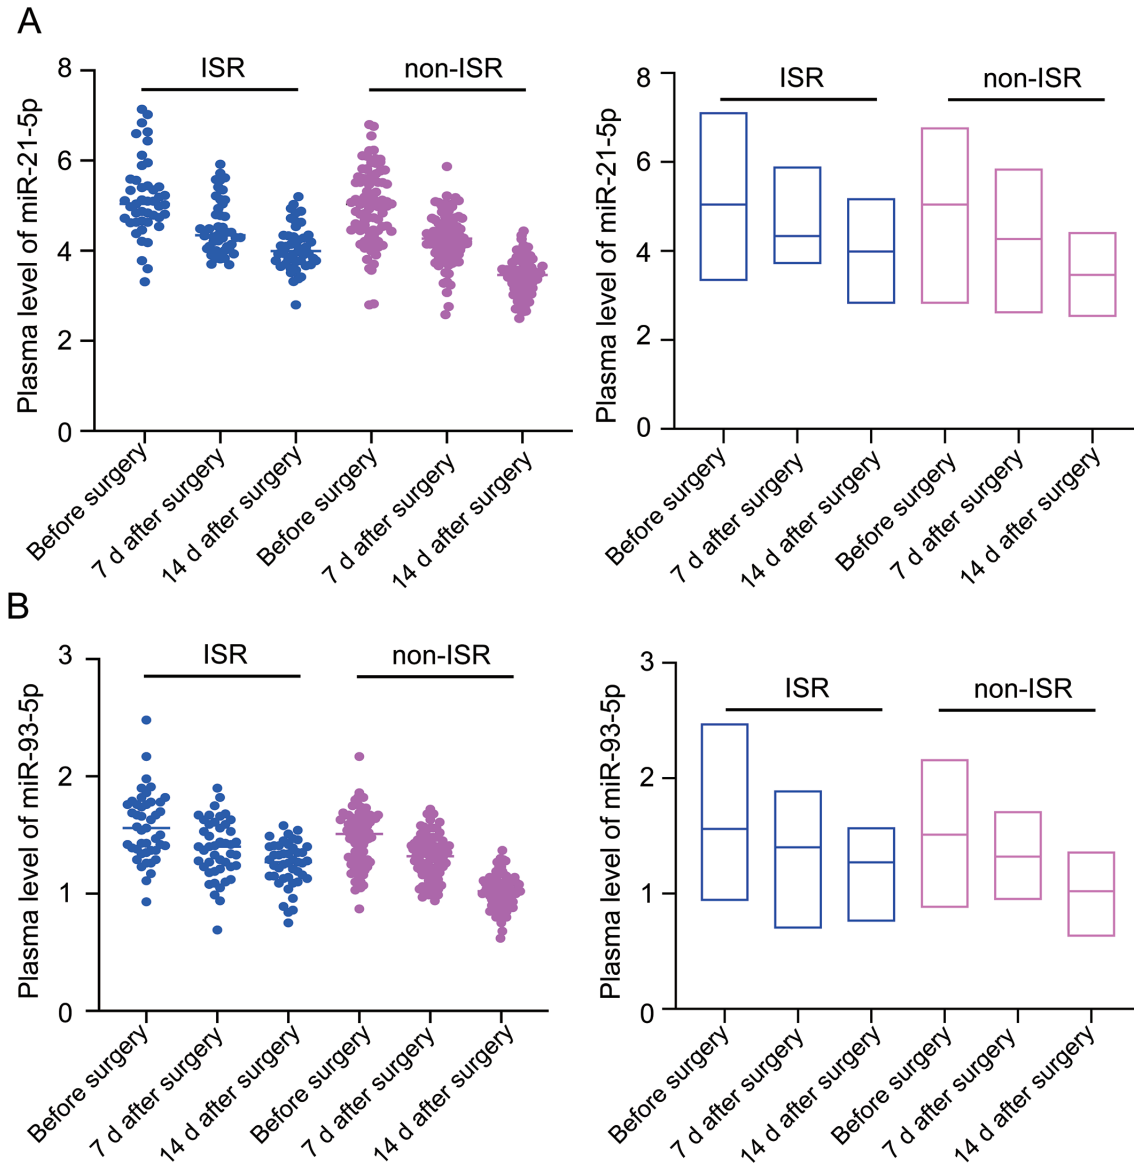 A
ISR
non-ISR
Plasma level of miR-21-5p
8
6
4
2
0
Before surgery
7 d after surgery
14 d after surgery
Before surgery
7 d after surgery
14 d after surgery
ISR
non-ISR
Plasma level of miR-21-5p
8
6
4
2
0
Before surgery
7 d after surgery
14 d after surgery
Before surgery
7 d after surgery
14 d after surgery
B
ISR
non-ISR
Plasma level of miR-93-5p
3
2
1
0
Before surgery
7 d after surgery
14 d after surgery
Before surgery
7 d after surgery
14 d after surgery
ISR
non-ISR
Plasma level of miR-93-5p
3
2
1
0
Before surgery
7 d after surgery
14 d after surgery
Before surgery
7 d after surgery
14 d after surgery